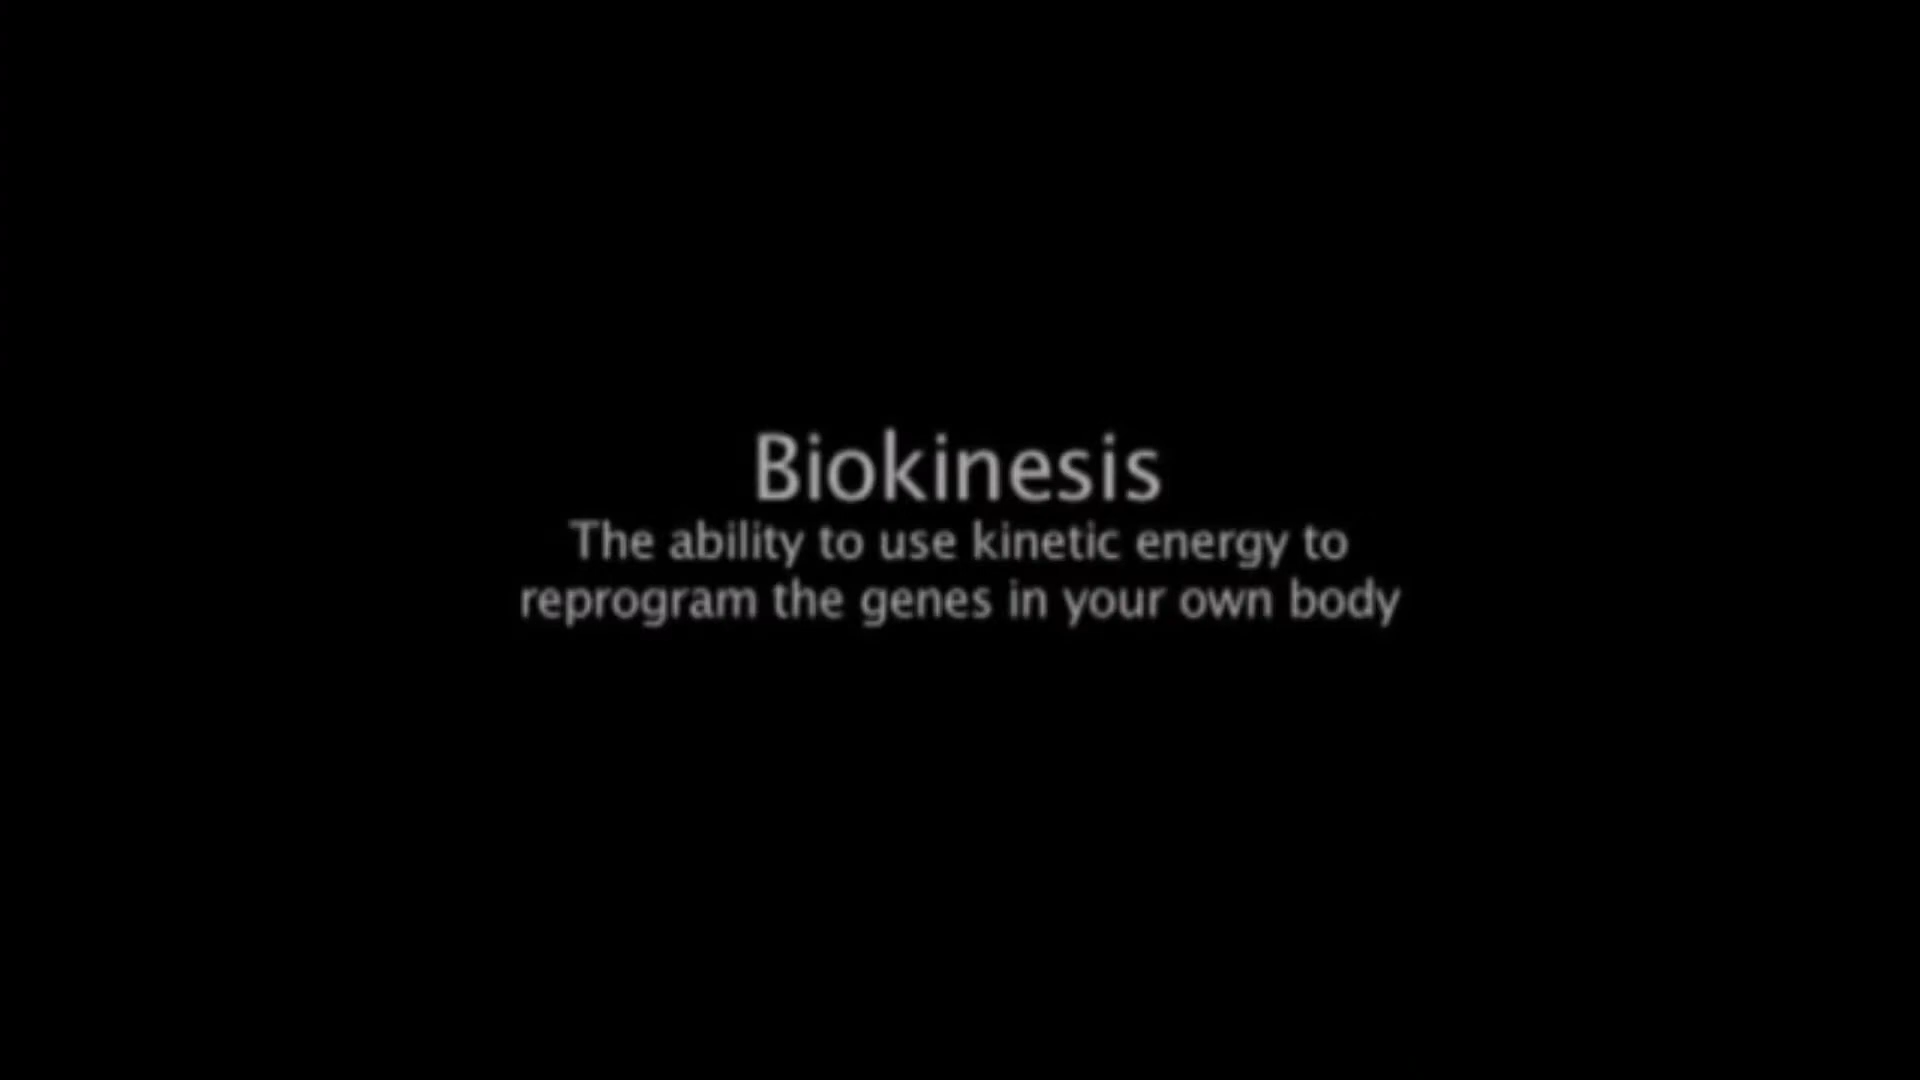 Biokinesis
The ability to use kinetic energy to
reprogram the genes in your own body